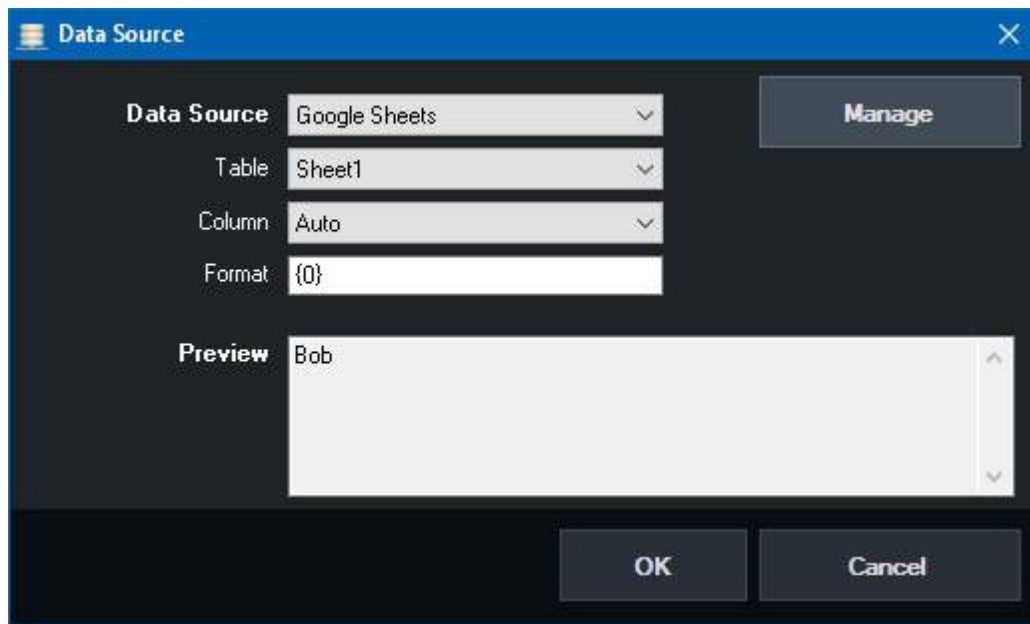 Data Source
Data Source Google Sheets Manage
Table Sheet1
Column Auto
Format {0}
Preview Bob
OK Cancel